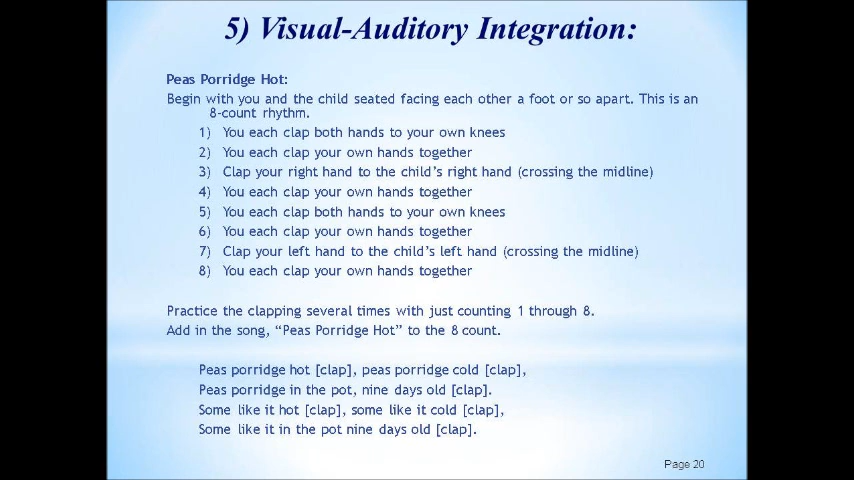 5) Visual-Auditory Integration:
Peas Porridge Hot:
Begin with you and the child seated facing each other a foot or so apart. This is an
8-count rhythm.
1) You each clap both hands to your own knees
2) You each clap your own hands together
3) Clap your right hand to the child's right hand (crossing the midline)
4) You each clap your own hands together
5) You each clap both hands to your own knees
6) You each clap your own hands together
7) Clap your left hand to the child's left hand (crossing the midline)
8) You each clap your own hands together
Practice the clapping several times with just counting 1 through 8.
Add in the song, “Peas Porridge Hot” to the 8 count.
Peas porridge hot [clap], peas porridge cold [clap],
Peas porridge in the pot, nine days old [clap].
Some like it hot [clap], some like it cold [clap],
Some like it in the pot nine days old [clap].
Page 20